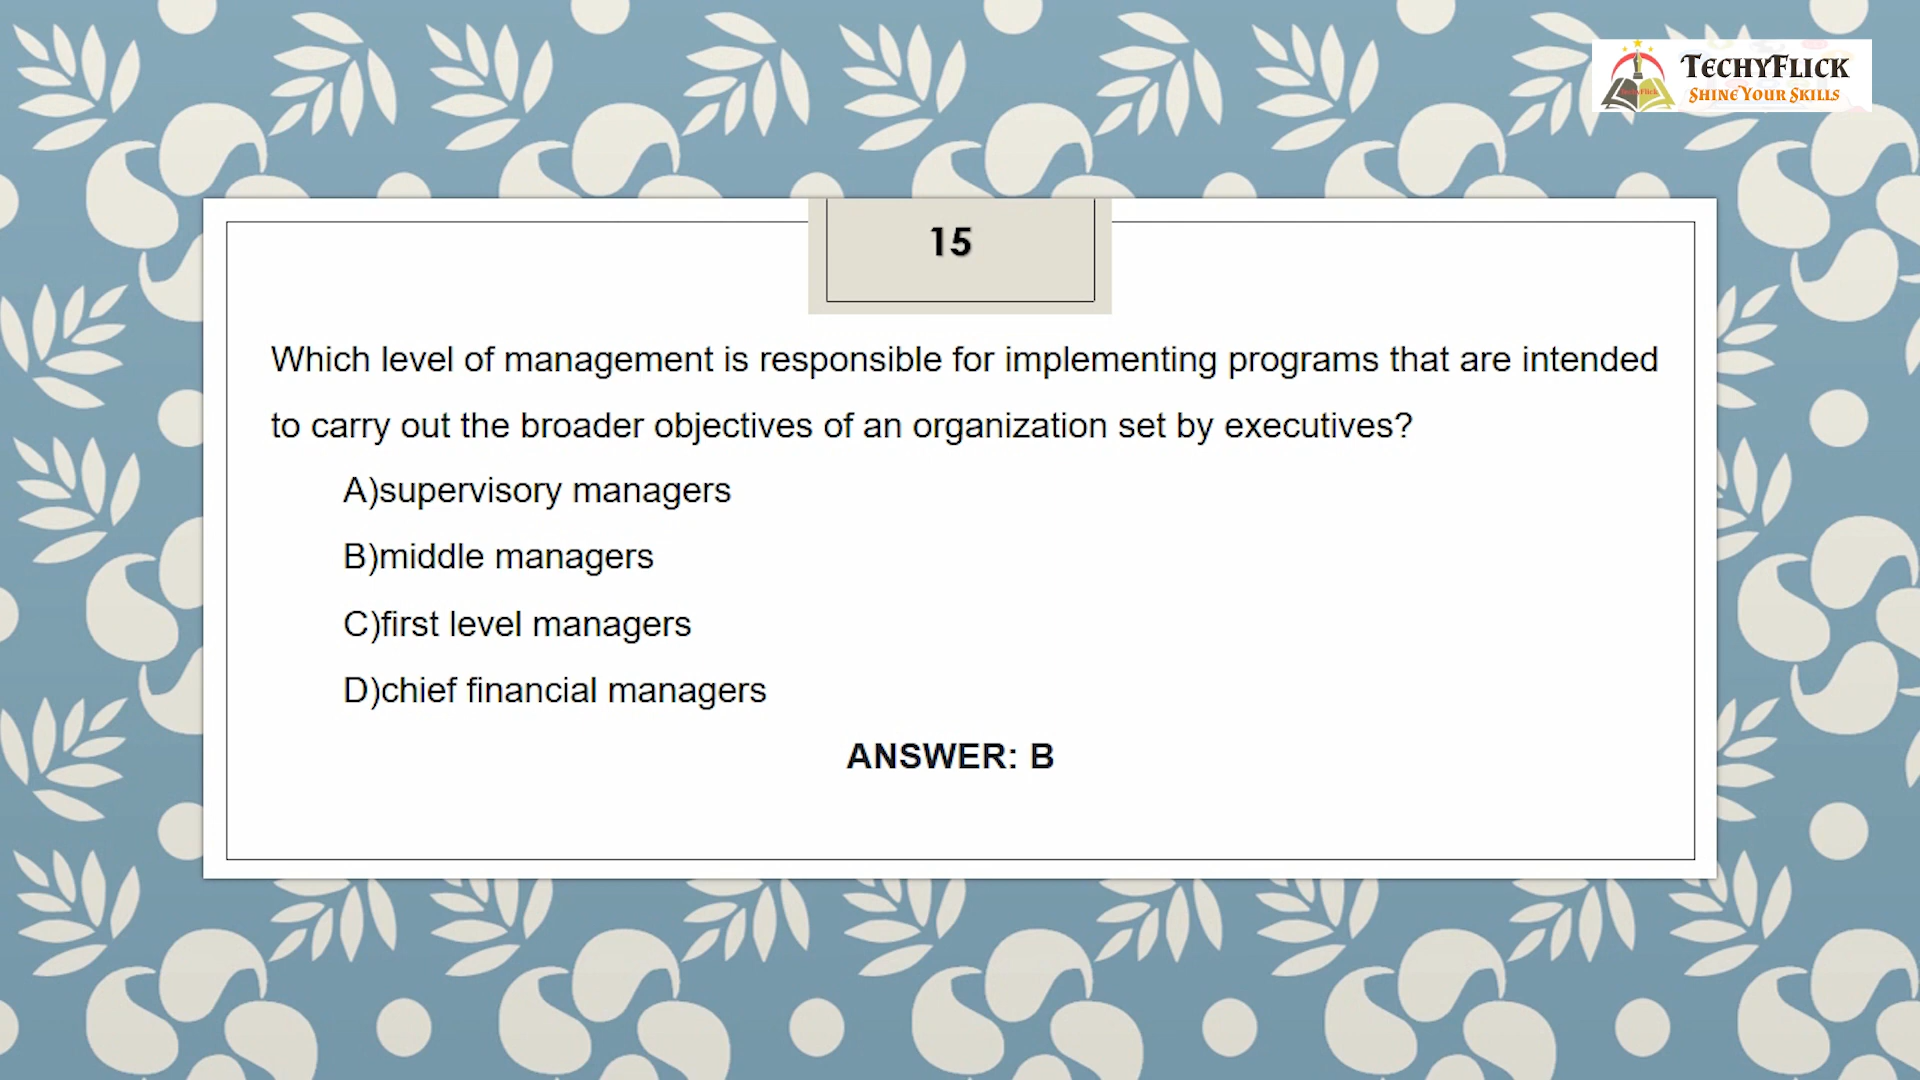 TECHYFLICK
SHINE YOUR SKILLS
15
Which level of management is responsible for implementing programs that are intended
to carry out the broader objectives of an organization set by executives?
A)supervisory managers
B)middle managers
C)first level managers
D)chief financial managers
ANSWER: B